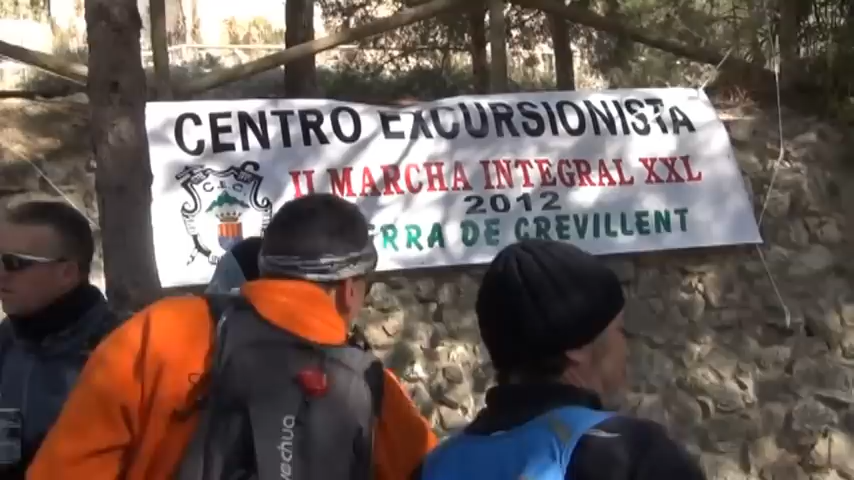 CENTRO EXCURSIONISTA
C.E.C
II MARCHA INTEGRAL XXL
2012
DE CREVILLENT